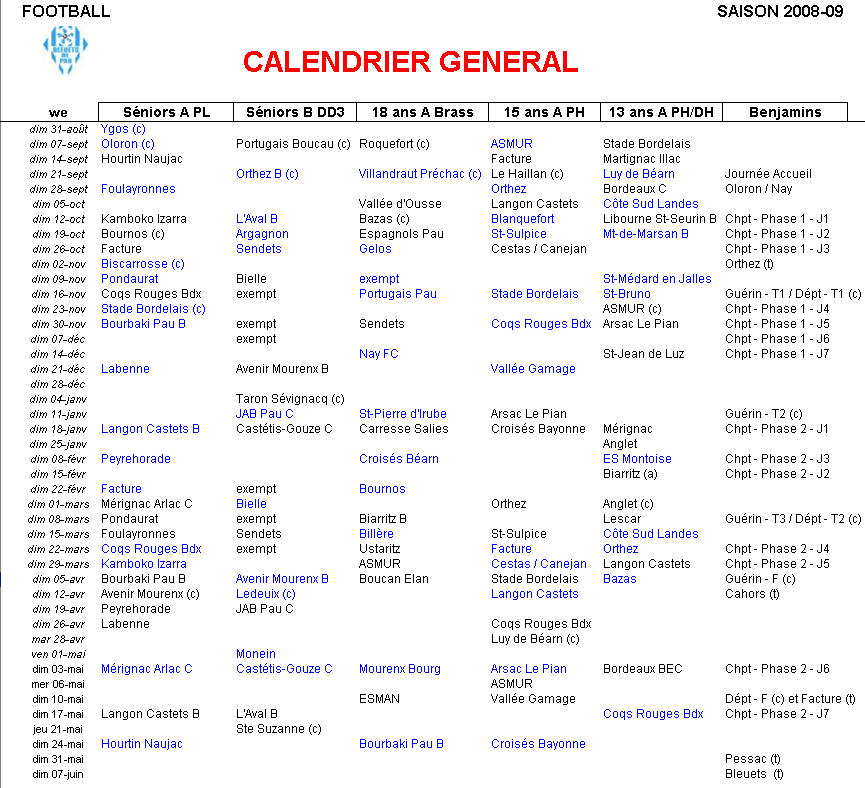 FOOTBALL SAISON 2008-09
BLEUETS DE PAU
CALENDRIER GENERAL
we Séniors A PL Séniors B DD3 18 ans A Brass 15 ans A PH 13 ans A PH/DH Benjamins
dim 31-août Ygos (c)
dim 07-sept Oloron (c) Portugais Boucau (c) Roquefort (c) ASMUR Stade Bordelais
dim 14-sept Hourtin Naujac Facture Martignac Illac
dim 21-sept Orthez B (c) Villandraut Préchac (c) Le Haillan (c) Luy de Béarn Journée Accueil
dim 28-sept Foulayronnes Orthez Bordeaux C Oloron / Nay
dim 05-oct Vallée d'Ousse Langon Castets Côte Sud Landes
dim 12-oct Kamboko Izarra L'Aval B Bazas (c) Blanquefort Libourne St-Seurin B Chpt - Phase 1 - J1
dim 19-oct Bournos (c) Argagnon Espagnols Pau St-Sulpice Mt-de-Marsan B Chpt - Phase 1 - J2
dim 26-oct Facture Sendets Gelos Cestas / Canejan Chpt - Phase 1 - J3
dim 02-nov Biscarrosse (c) Orthez (t)
dim 09-nov Pondaurat Bielle exempt St-Médard en Jalles
dim 16-nov Coqs Rouges Bdx exempt Portugais Pau Stade Bordelais St-Bruno Guérin - T1 / Dépt - T1 (c)
dim 23-nov Stade Bordelais (c) ASMUR (c) Chpt - Phase 1 - J4
dim 30-nov Bourbaki Pau B exempt Sendets Coqs Rouges Bdx Arsac Le Pian Chpt - Phase 1 - J5
dim 07-déc exempt Chpt - Phase 1 - J6
dim 14-déc Nay FC St-Jean de Luz Chpt - Phase 1 - J7
dim 21-déc Labenne Avenir Mourenx B Vallée Gamage
dim 28-déc
dim 04-janv Taron Sévignacq (c)
dim 11-janv JAB Pau C St-Pierre d'Irube Arsac Le Pian Guérin - T2 (c)
dim 18-janv Langon Castets B Castétis-Gouze C Carresse Salies Croisés Bayonne Mérignac Chpt - Phase 2 - J1
dim 25-janv Anglet
dim 08-févr Peyrehorade Croisés Béarn ES Montoise Chpt - Phase 2 - J3
dim 15-févr Biarritz (a) Chpt - Phase 2 - J2
dim 22-févr Facture exempt Bournos
dim 01-mars Mérignac Arlac C Bielle Orthez Anglet (c)
dim 08-mars Pondaurat exempt Biarritz B Lescar Guérin - T3 / Dépt - T2 (c)
dim 15-mars Foulayronnes Sendets Billère St-Sulpice Côte Sud Landes
dim 22-mars Coqs Rouges Bdx exempt Ustaritz Facture Orthez Chpt - Phase 2 - J4
dim 29-mars Kamboko Izarra ASMUR Cestas / Canejan Langon Castets Chpt - Phase 2 - J5
dim 05-avr Bourbaki Pau B Avenir Mourenx B Boucan Elan Stade Bordelais Bazas Guérin - F (c)
dim 12-avr Avenir Mourenx (c) Ledeuix (c) Langon Castets Cahors (t)
dim 19-avr Peyrehorade JAB Pau C
dim 26-avr Labenne Coqs Rouges Bdx
mar 28-avr Luy de Béarn (c)
ven 01-mai Monein
dim 03-mai Mérignac Arlac C Castétis-Gouze C Mourenx Bourg Arsac Le Pian Bordeaux BEC Chpt - Phase 2 - J6
mer 06-mai ASMUR
dim 10-mai ESMAN Vallée Gamage Dépt - F (c) et Facture (t)
dim 17-mai Langon Castets B L'Aval B Coqs Rouges Bdx Chpt - Phase 2 - J7
jeu 21-mai Ste Suzanne (c)
dim 24-mai Hourtin Naujac Bourbaki Pau B Croisés Bayonne
dim 31-mai Pessac (t)
dim 07-juin Bleuets (t)